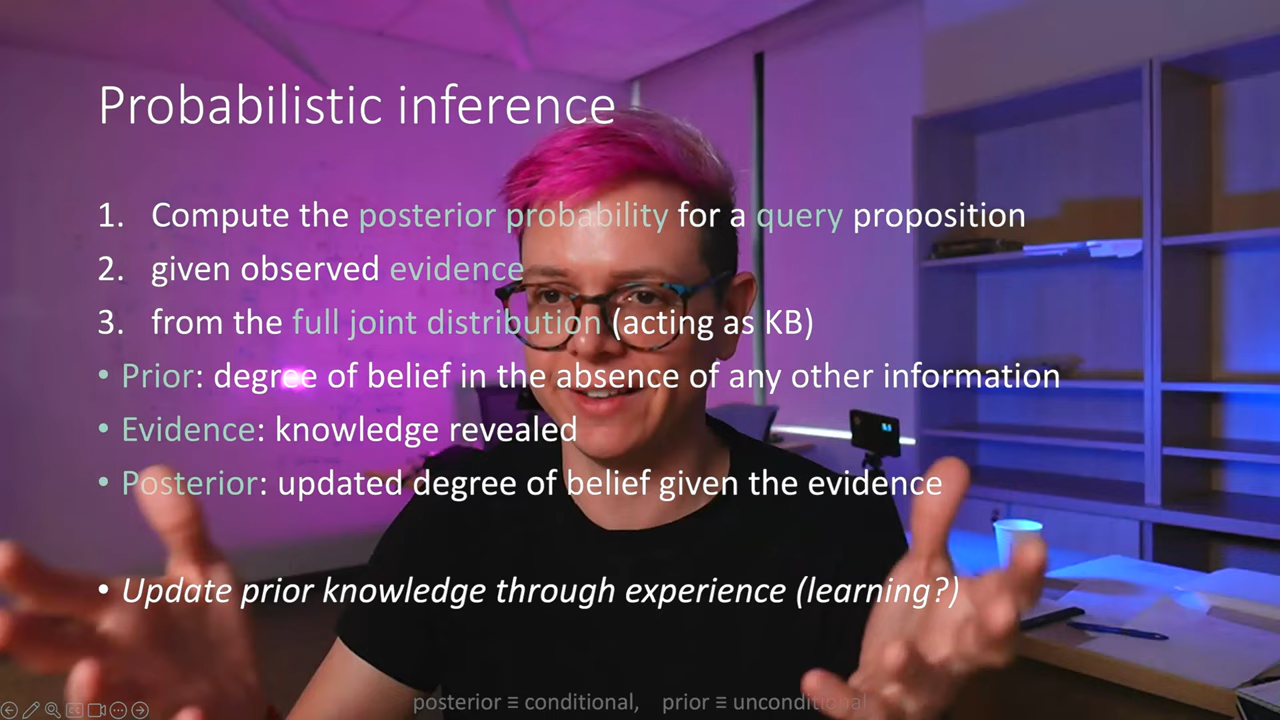 Probabilistic inference
1. Compute the posterior probability for a query proposition
2. given observed evidence
3. from the full joint distribution (acting as KB)
• Prior: degree of belief in the absence of any other information
• Evidence: knowledge revealed
• Posterior: updated degree of belief given the evidence
• Update prior knowledge through experience (learning?)
posterior ≡ conditional, prior ≡ unconditional,